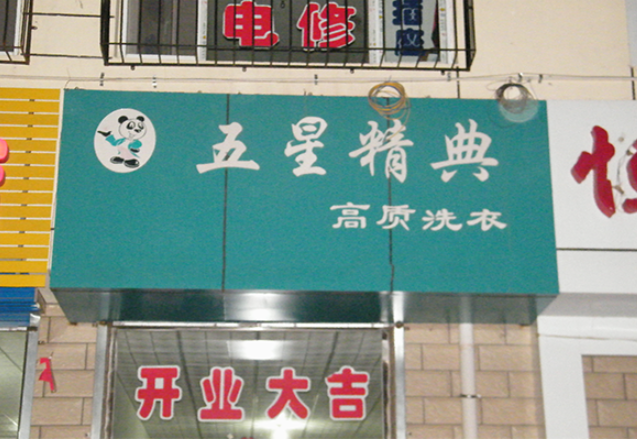 电修
五星精典
高质洗衣
开业大吉